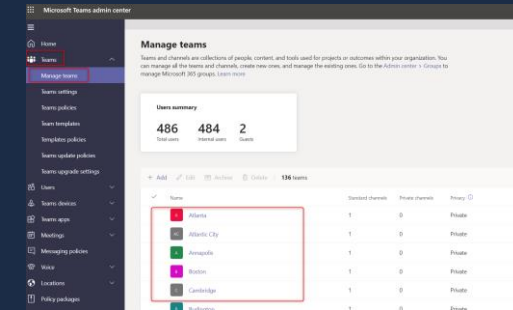 Microsoft Teams admin center
Home
Teams
Manage teams
Teams settings
Teams policies
Team templates
Templates policies
Teams update policies
Teams upgrade settings
Users
Teams devices
Teams apps
Meetings
Messaging policies
Voice
Locations
Policy packages
Manage teams
Teams and channels are collections of people, content, and tools used for projects or outcomes within your organization. You
can manage all the teams and channels, create new ones, and manage the existing ones. Go to the Admin center > Groups to
manage Microsoft 365 groups. Learn more
Users summary
486 484 2
Total users Internal users Guests
+ Add Edit Archive Delete 136 teams
Name Standard channels Private channels Privacy
Atlanta 1 0 Private
AC Atlantic City 1 0 Private
Annapolis 1 0 Private
Boston 1 0 Private
Cambridge 1 0 Private
0 Private